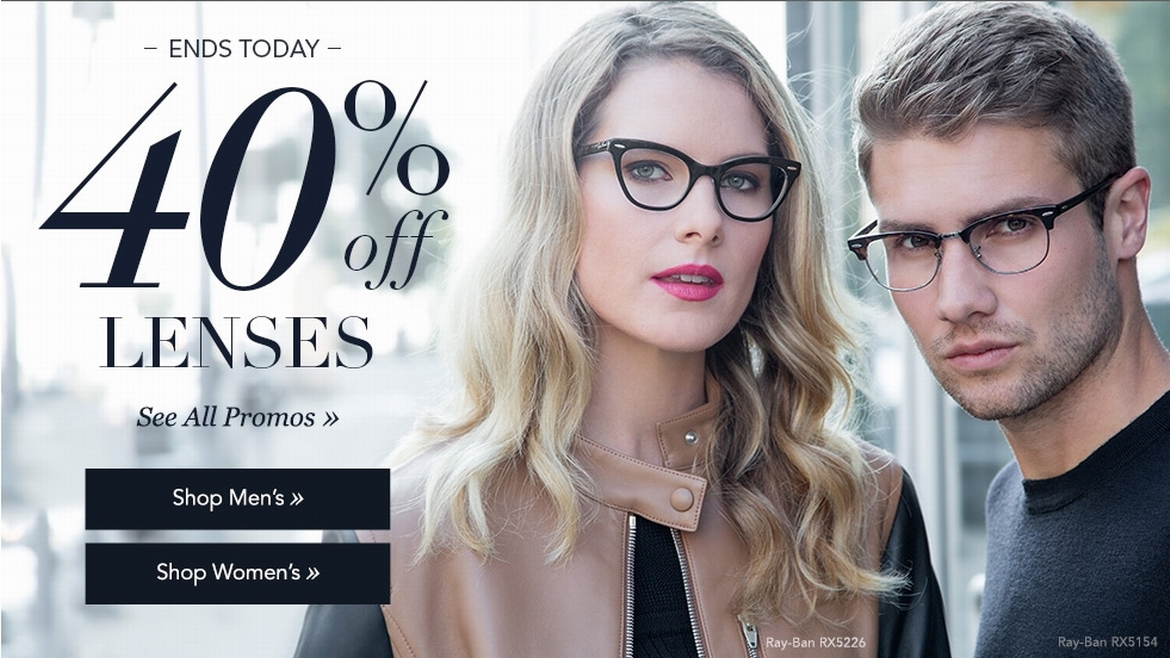 – ENDS TODAY –
40% off
LENSES
See All Promos »
Shop Men's »
Shop Women's »
Ray-Ban RX5226
Ray-Ban RX5154